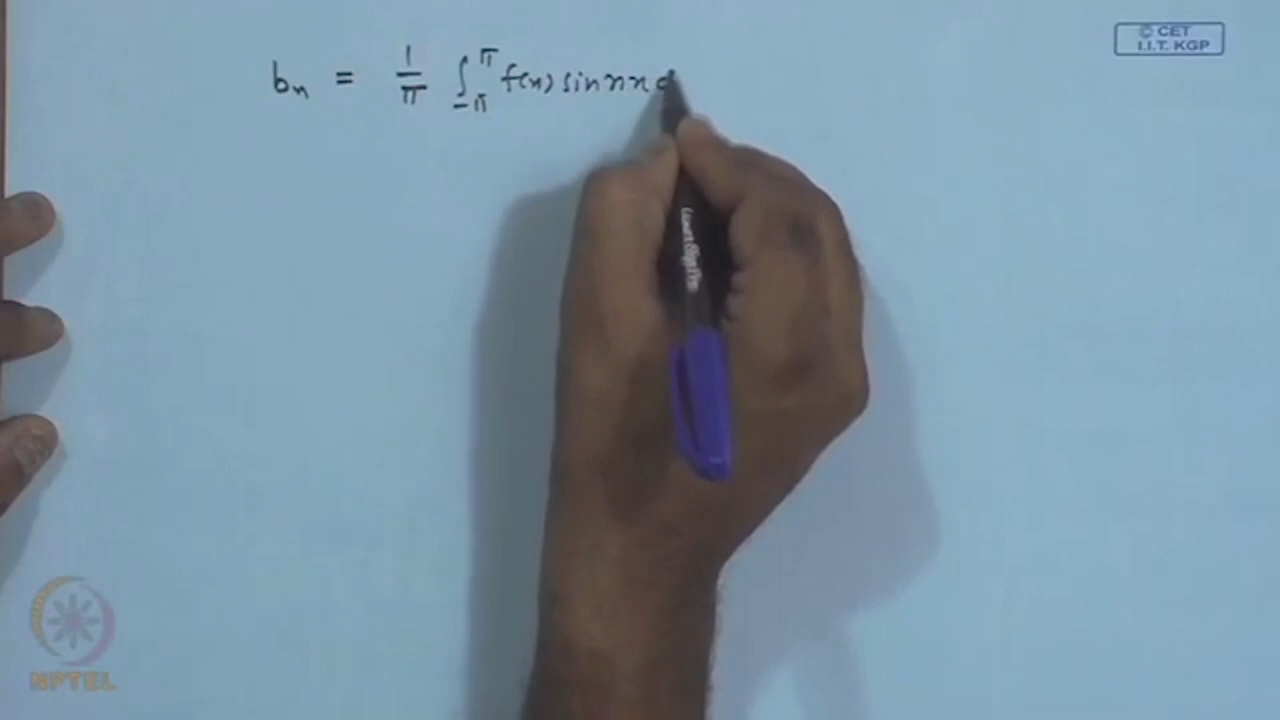 © CET
I.I.T. KGP
bₙ = 1/π ∫_{-π}^{π} f(x) sin nx d
NPTEL